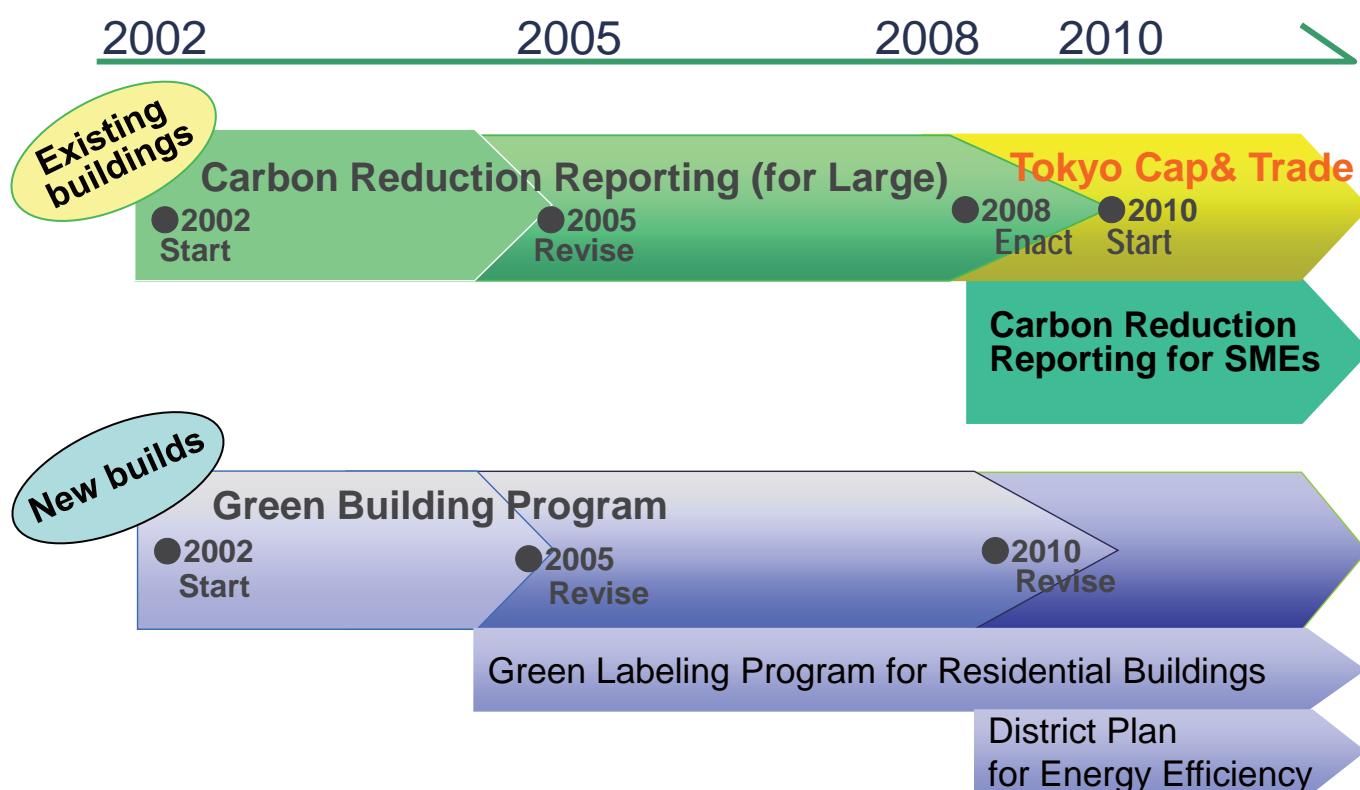 2002 2005 2008 2010
Existing
buildings
Carbon Reduction Reporting (for Large)
Tokyo Cap& Trade
2002
Start
2005
Revise
2008
Enact
2010
Start
Carbon Reduction
Reporting for SMEs
New builds
Green Building Program
2002
Start
2005
Revise
2010
Revise
Green Labeling Program for Residential Buildings
District Plan
for Energy Efficiency